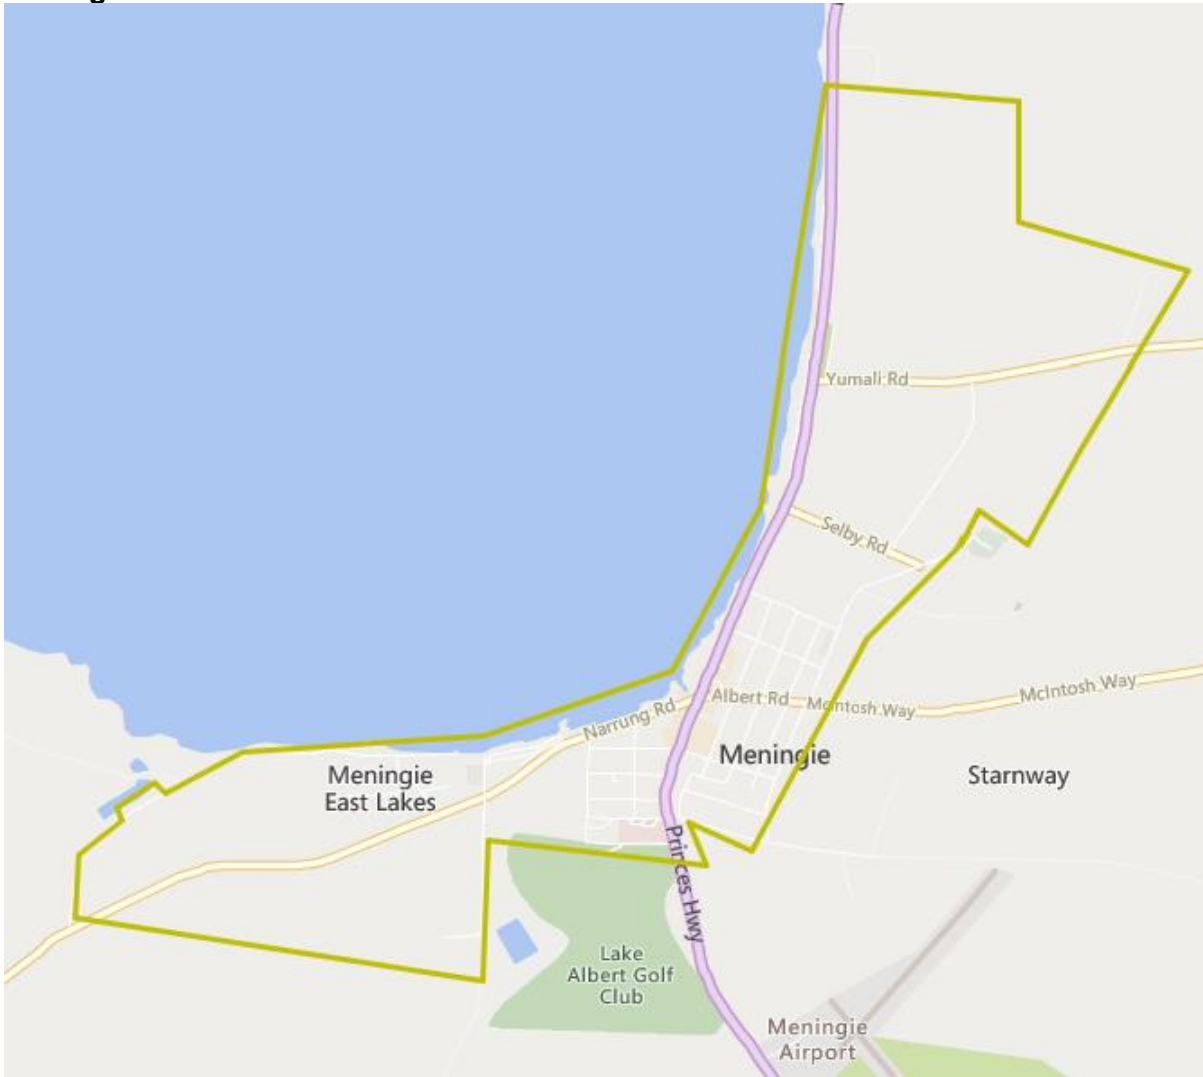 Yumali Rd
Selby Rd
Narrung Rd
Albert Rd
McIntosh Way
McIntosh Way
Meningie
Meningie
East Lakes
Starnway
Princes Hwy
Lake
Albert Golf
Club
Meningie
Airport